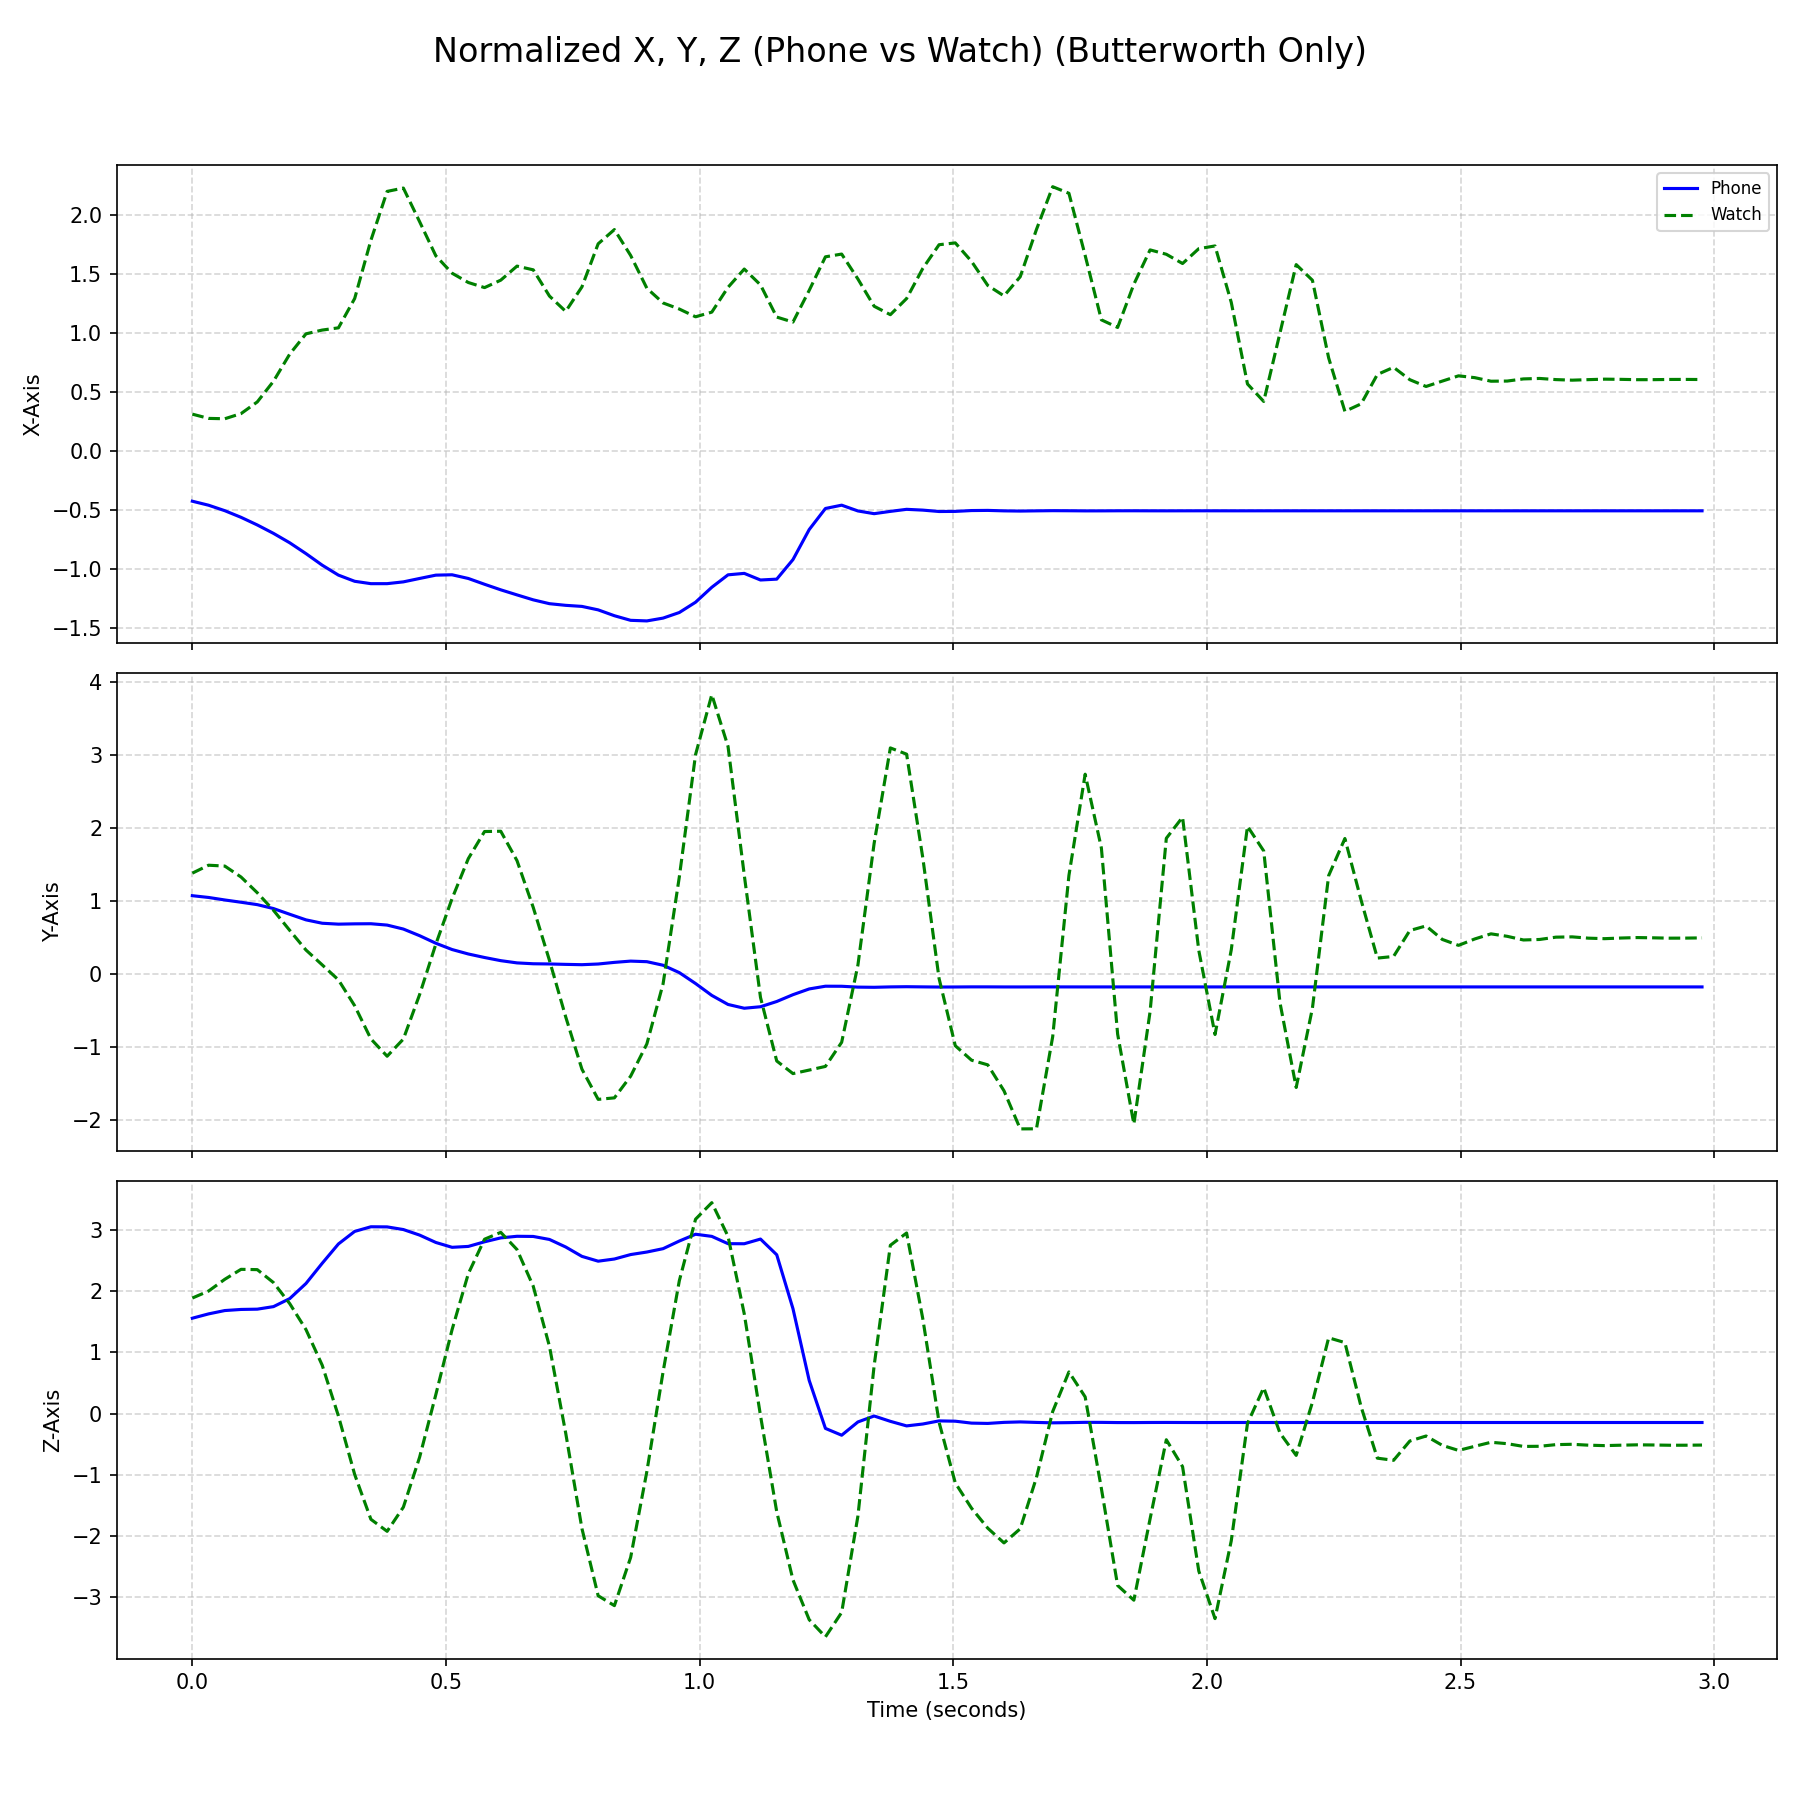 Normalized X, Y, Z (Phone vs Watch) (Butterworth Only)
Phone
Watch
X-Axis
2.0
1.5
1.0
0.5
0.0
−0.5
−1.0
−1.5
Y-Axis
4
3
2
1
0
−1
−2
Z-Axis
3
2
1
0
−1
−2
−3
0.0 0.5 1.0 1.5 2.0 2.5 3.0
Time (seconds)